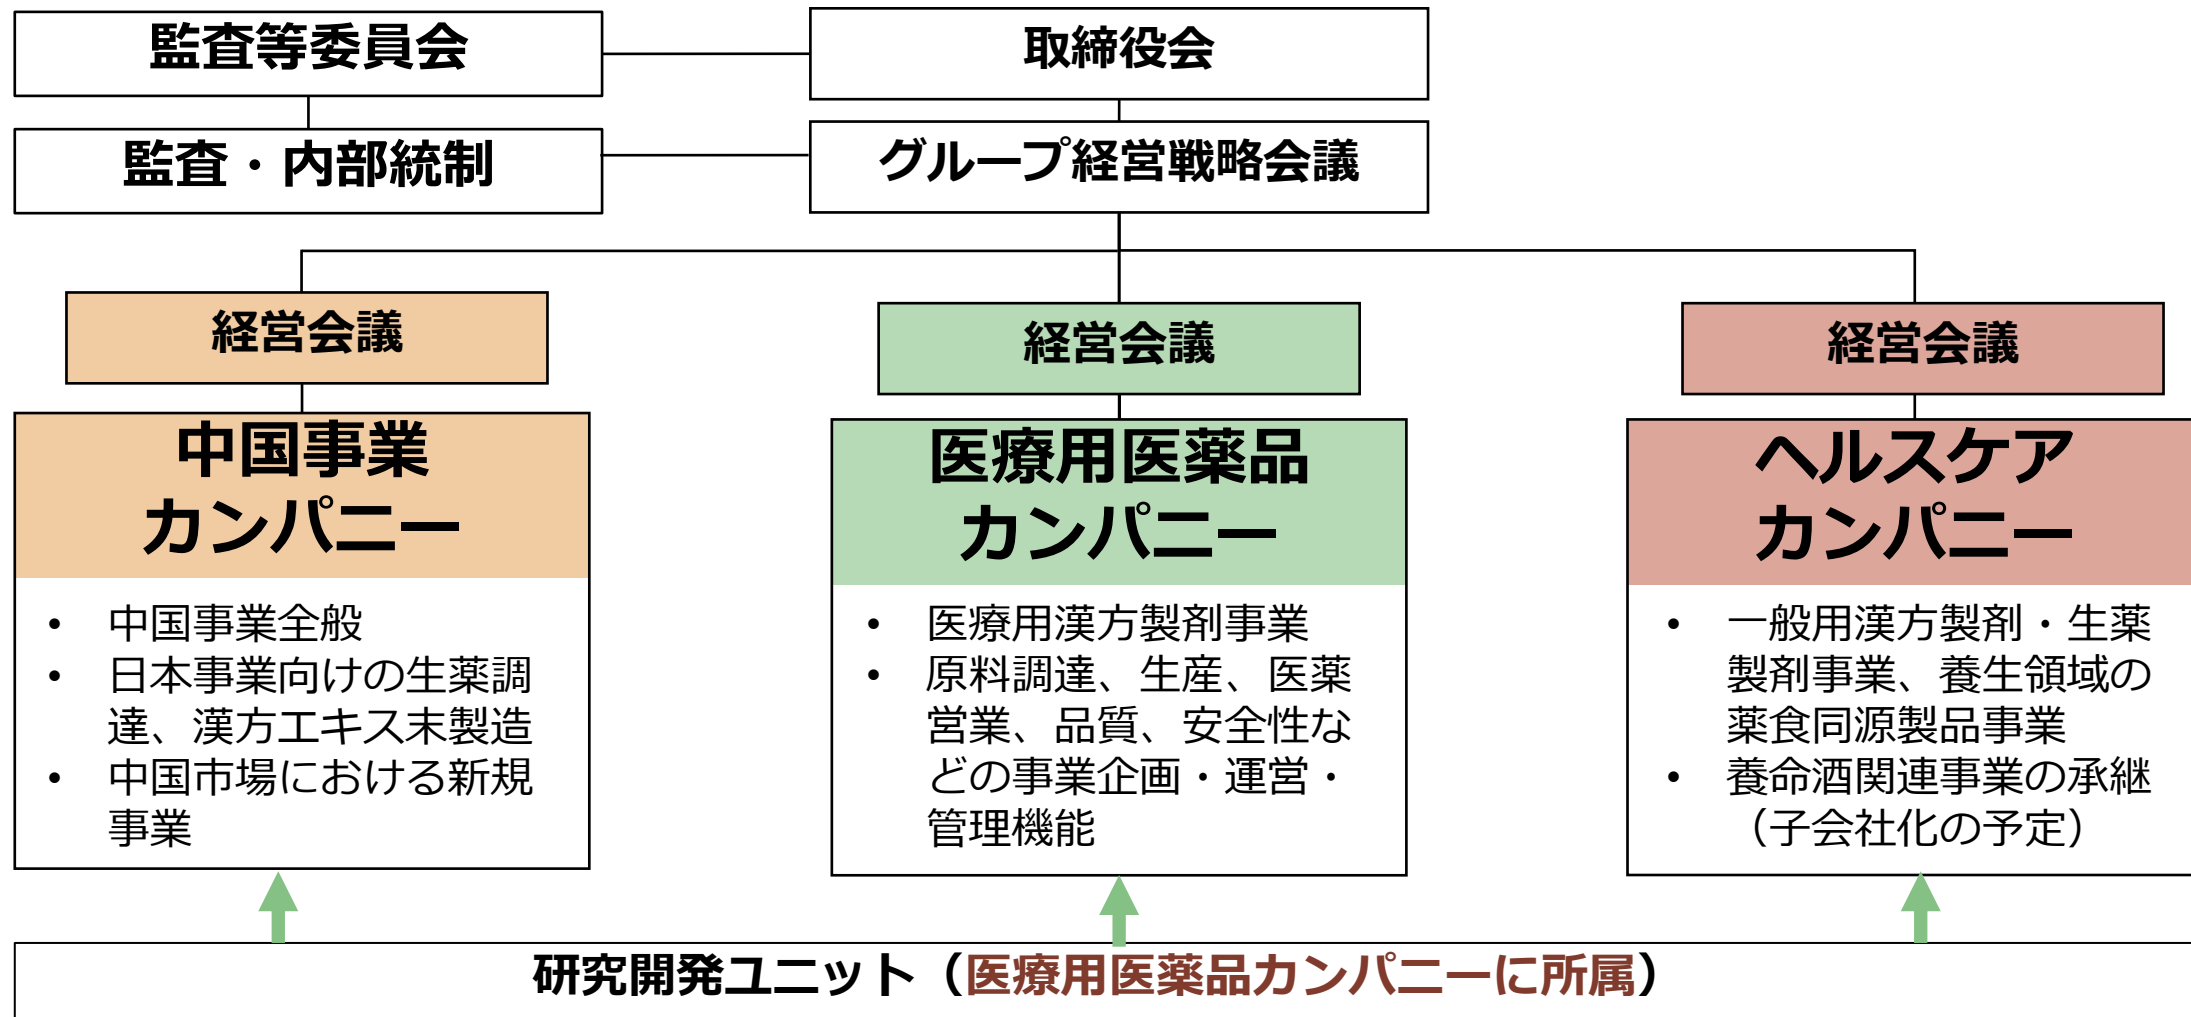 監査等委員会
取締役会
監査・内部統制
グループ経営戦略会議
経営会議
経営会議
経営会議
中国事業
カンパニー
• 中国事業全般
• 日本事業向けの生薬調
達、漢方エキス末製造
• 中国市場における新規
事業
医療用医薬品
カンパニー
• 医療用漢方製剤事業
• 原料調達、生産、医薬
営業、品質、安全性な
どの事業企画・運営・
管理機能
ヘルスケア
カンパニー
• 一般用漢方製剤・生薬
製剤事業、養生領域の
薬食同源製品事業
• 養命酒関連事業の承継
（子会社化の予定）
研究開発ユニット（医療用医薬品カンパニーに所属）